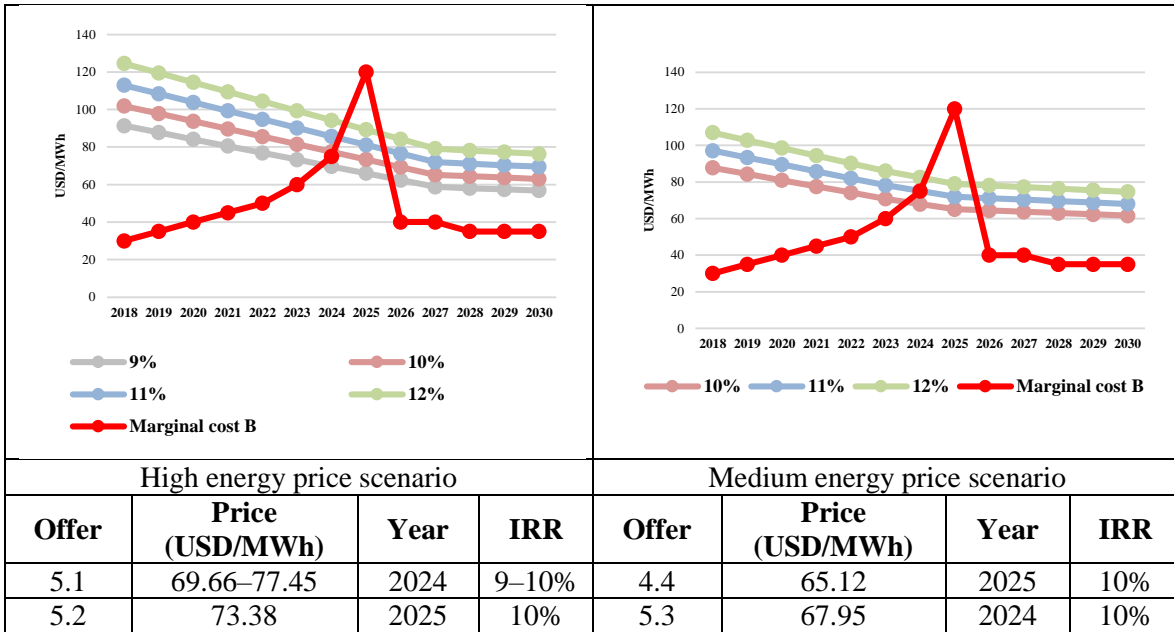 140
120
100
80
60
40
20
0
USD/MWh
2018 2019 2020 2021 2022 2023 2024 2025 2026 2027 2028 2029 2030
9% 10%
11% 12%
Marginal cost B
140
120
100
80
60
40
20
0
USD/MWh
2018 2019 2020 2021 2022 2023 2024 2025 2026 2027 2028 2029 2030
10% 11% 12% Marginal cost B
High energy price scenario Medium energy price scenario
Offer Price (USD/MWh) Year IRR Offer Price (USD/MWh) Year IRR
5.1 69.66–77.45 2024 9–10% 4.4 65.12 2025 10%
5.2 73.38 2025 10% 5.3 67.95 2024 10%